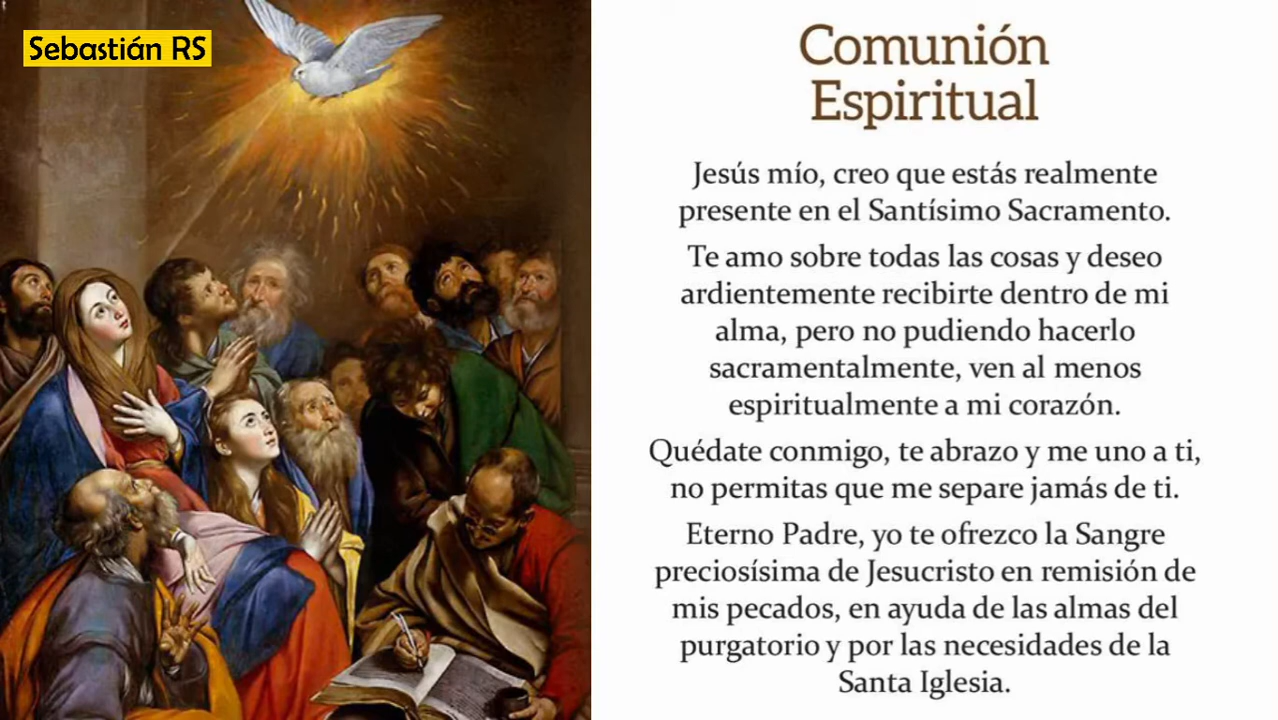 Sebastián RS
Comunión
Espiritual
Jesús mío, creo que estás realmente
presente en el Santísimo Sacramento.
Te amo sobre todas las cosas y deseo
ardientemente recibirte dentro de mi
alma, pero no pudiendo hacerlo
sacramentalmente, ven al menos
espiritualmente a mi corazón.
Quédate conmigo, te abrazo y me uno a ti,
no permitas que me separe jamás de ti.
Eterno Padre, yo te ofrezco la Sangre
preciosísima de Jesucristo en remisión de
mis pecados, en ayuda de las almas del
purgatorio y por las necesidades de la
Santa Iglesia.